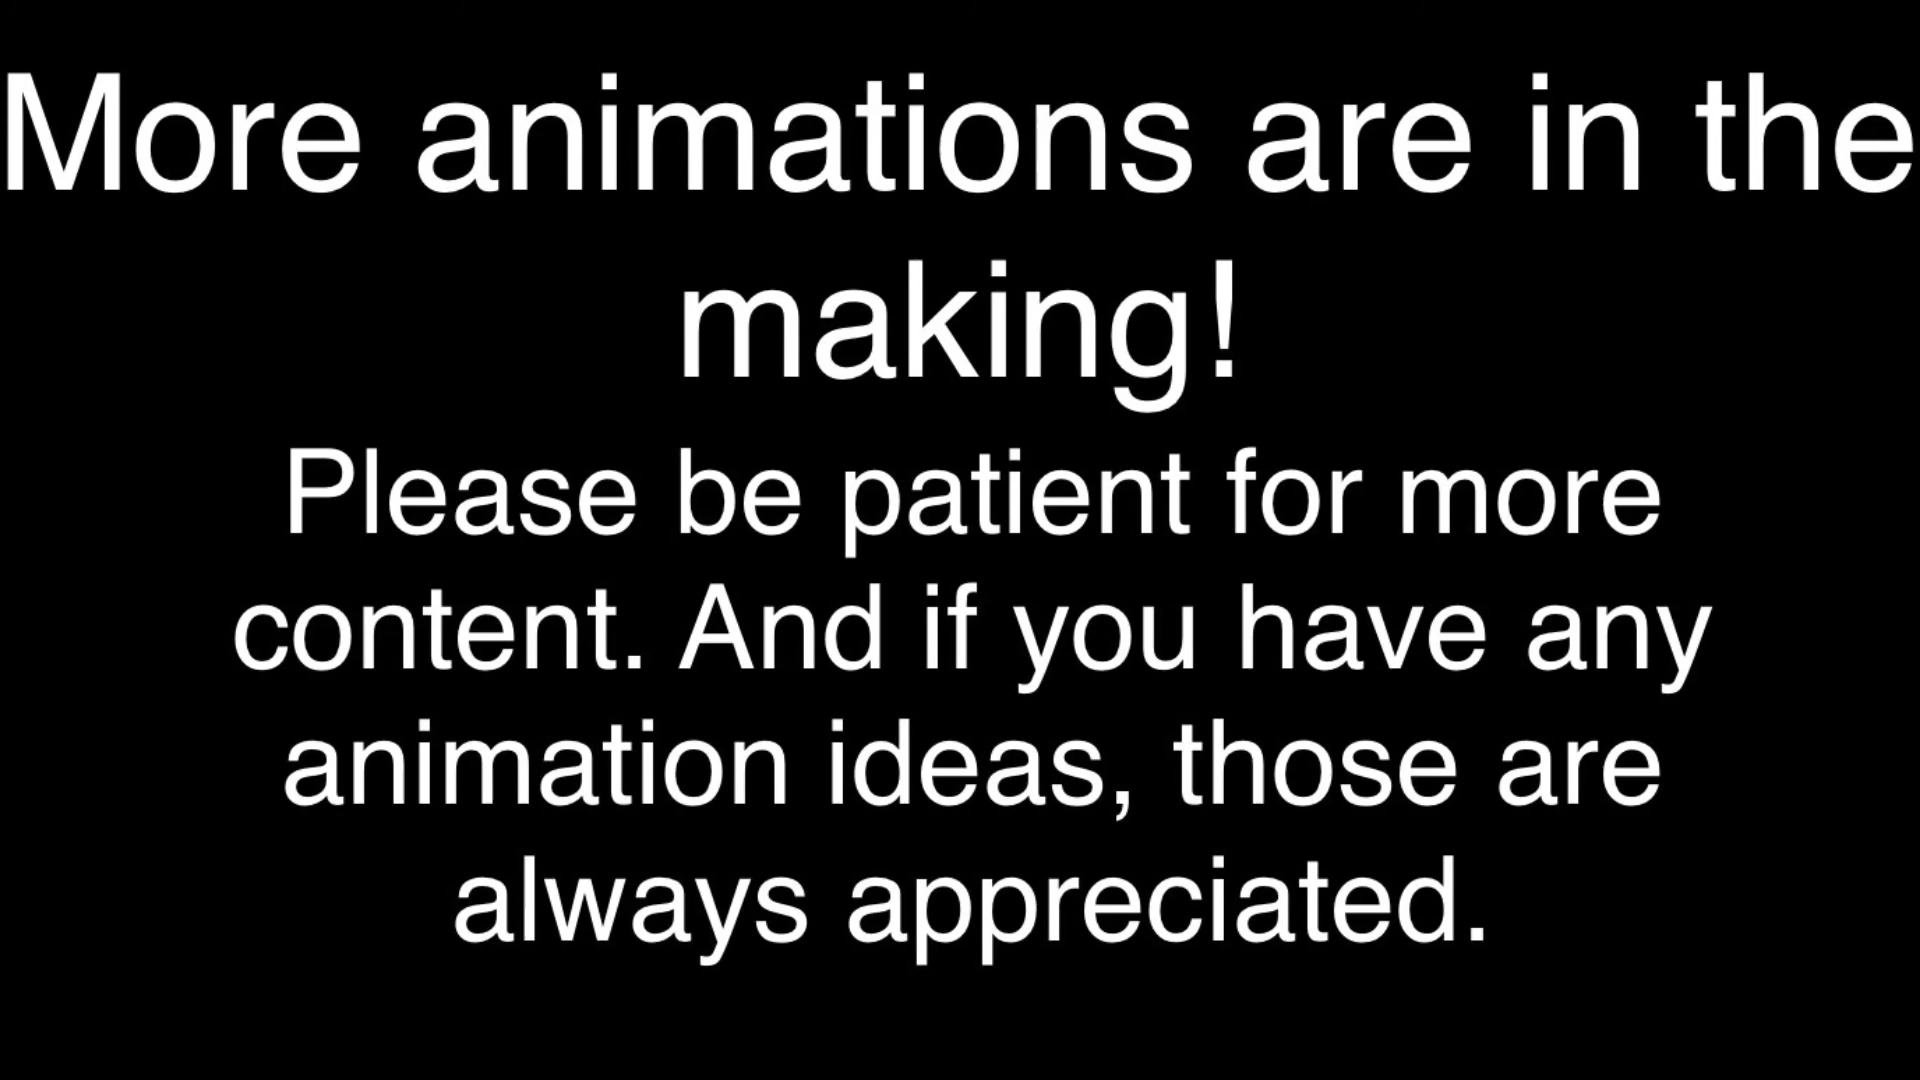 More animations are in the
making!
Please be patient for more
content. And if you have any
animation ideas, those are
always appreciated.